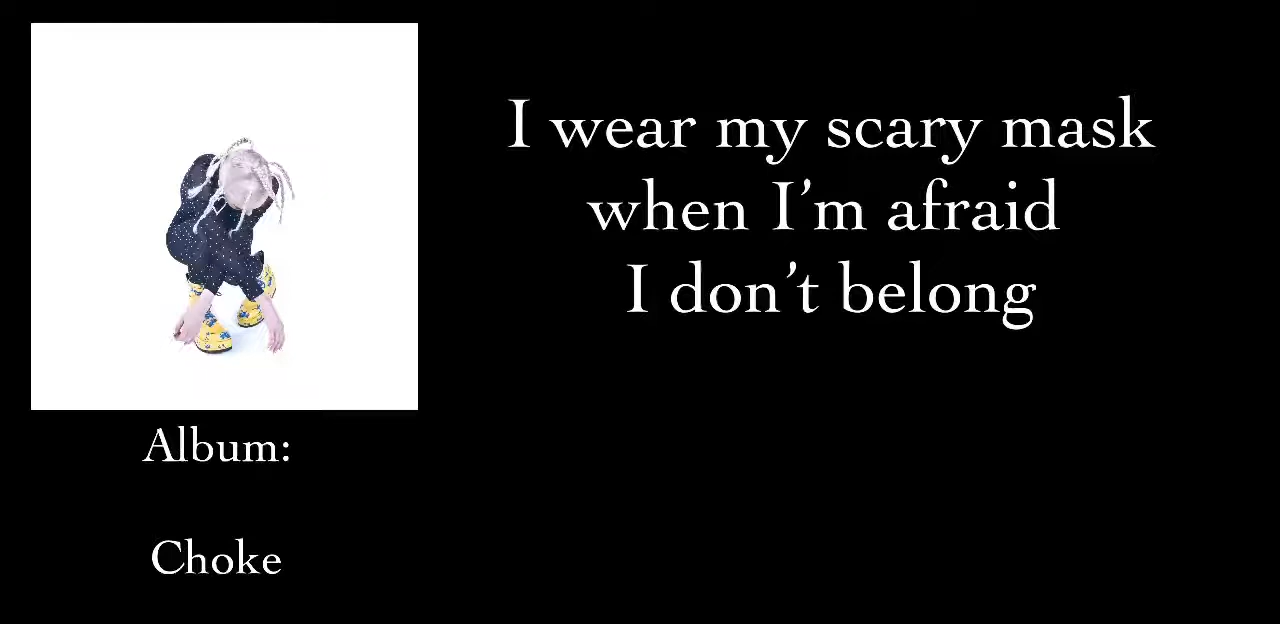 I wear my scary mask
when I’m afraid
I don’t belong
Album:
Choke